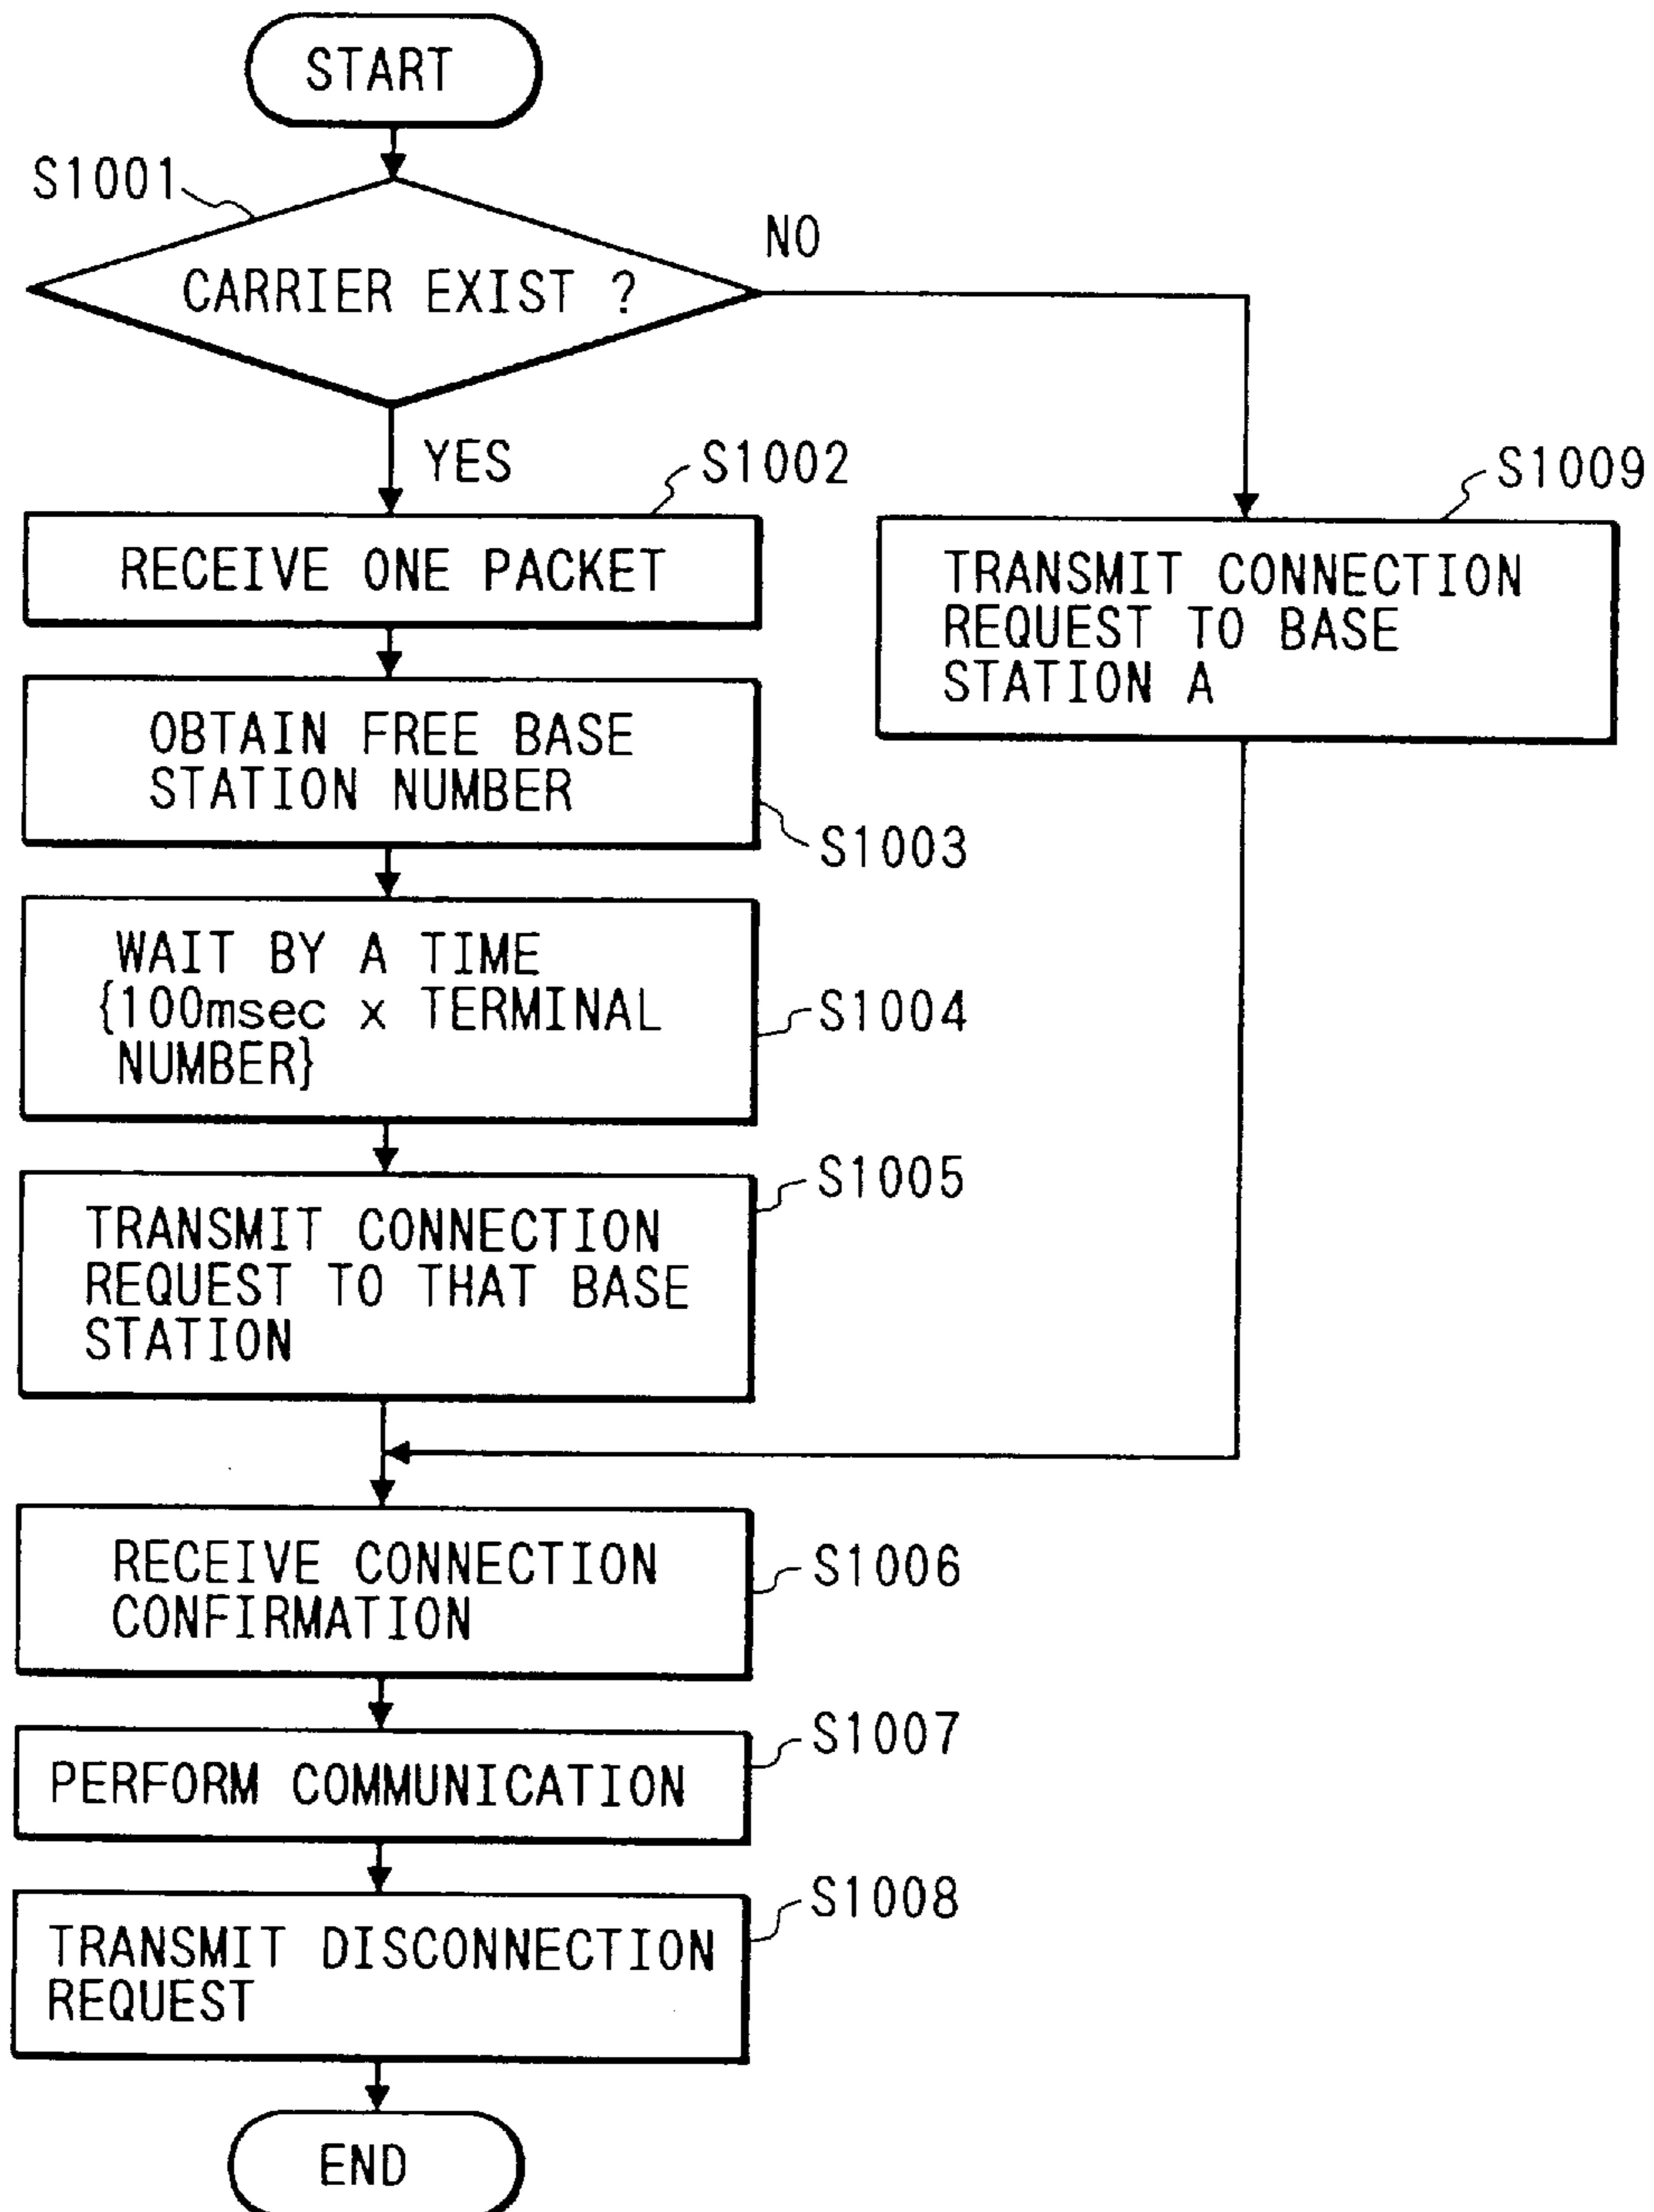 START
S1001
CARRIER EXIST ?
NO
YES
S1002
RECEIVE ONE PACKET
S1009
TRANSMIT CONNECTION
REQUEST TO BASE
STATION A
OBTAIN FREE BASE
STATION NUMBER
S1003
WAIT BY A TIME
{100msec x TERMINAL
NUMBER}
S1004
S1005
TRANSMIT CONNECTION
REQUEST TO THAT BASE
STATION
RECEIVE CONNECTION
CONFIRMATION
S1006
S1007
PERFORM COMMUNICATION
S1008
TRANSMIT DISCONNECTION
REQUEST
END